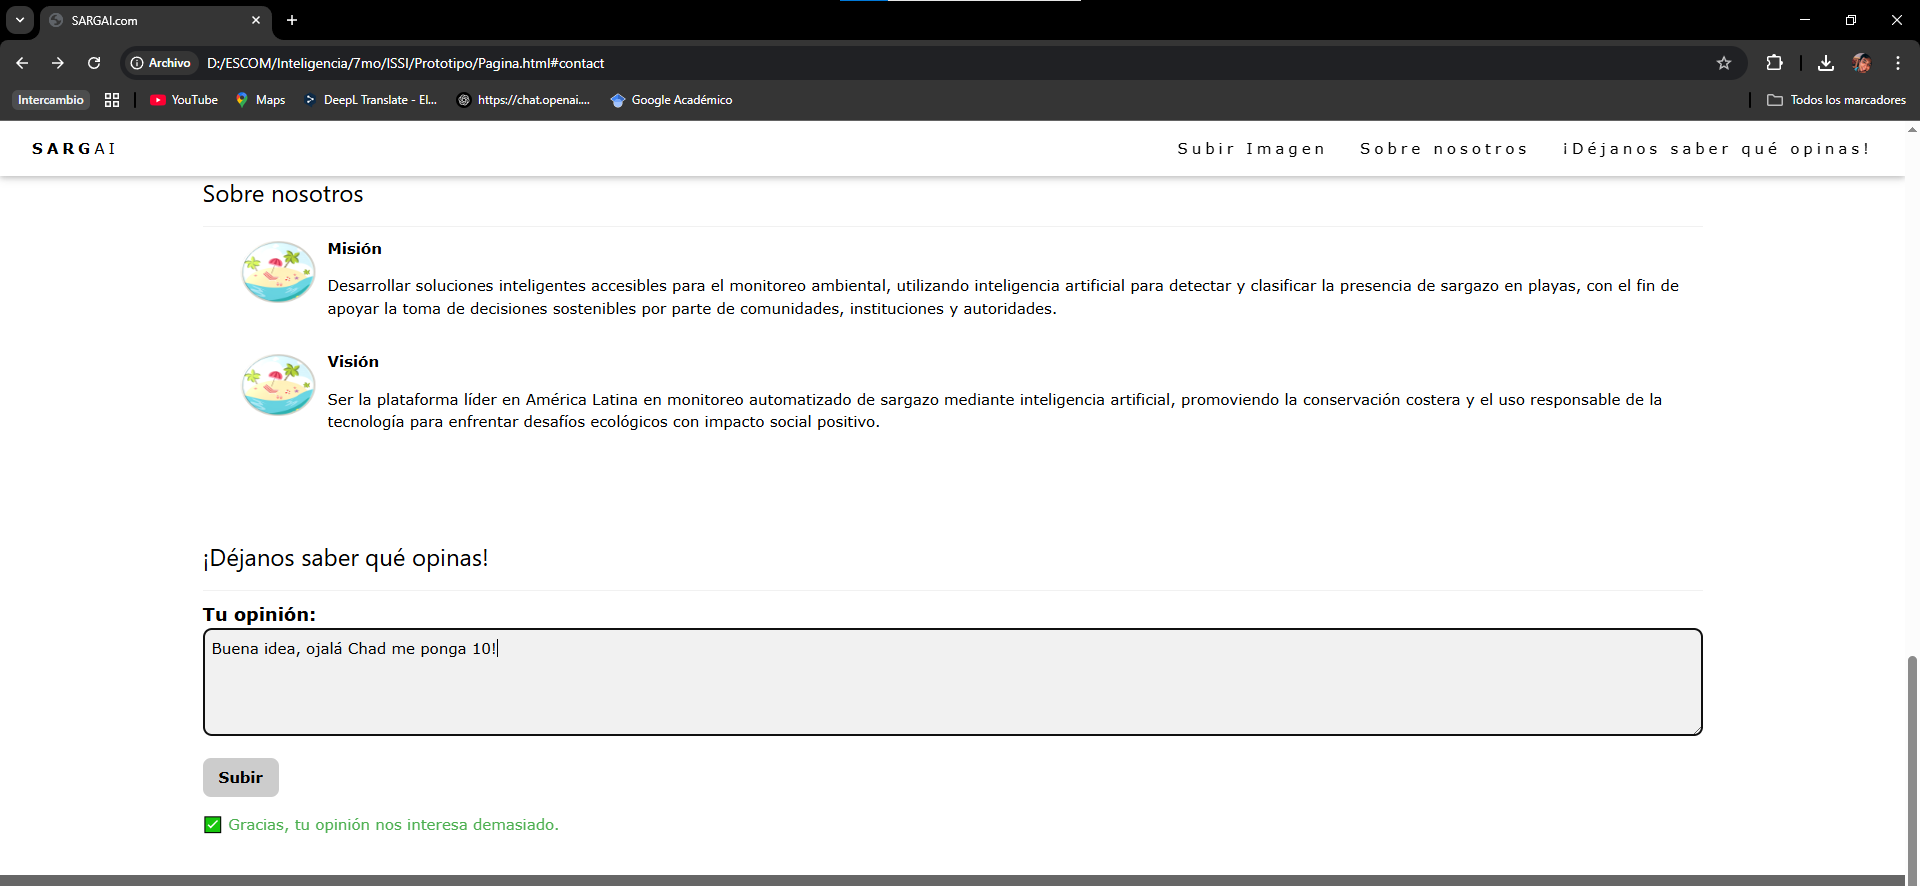 SARGAI.com
Archivo D:/ESCOM/Inteligencia/7mo/ISSI/Prototipo/Pagina.html#contact
Intercambio YouTube Maps DeepL Translate - El... https://chat.openai.... Google Académico Todos los marcadores
SARGAI Subir Imagen Sobre nosotros ¡Déjanos saber qué opinas!
Sobre nosotros
Misión
Desarrollar soluciones inteligentes accesibles para el monitoreo ambiental, utilizando inteligencia artificial para detectar y clasificar la presencia de sargazo en playas, con el fin de
apoyar la toma de decisiones sostenibles por parte de comunidades, instituciones y autoridades.
Visión
Ser la plataforma líder en América Latina en monitoreo automatizado de sargazo mediante inteligencia artificial, promoviendo la conservación costera y el uso responsable de la
tecnología para enfrentar desafíos ecológicos con impacto social positivo.
¡Déjanos saber qué opinas!
Tu opinión:
Buena idea, ojalá Chad me ponga 10!
Subir
Gracias, tu opinión nos interesa demasiado.